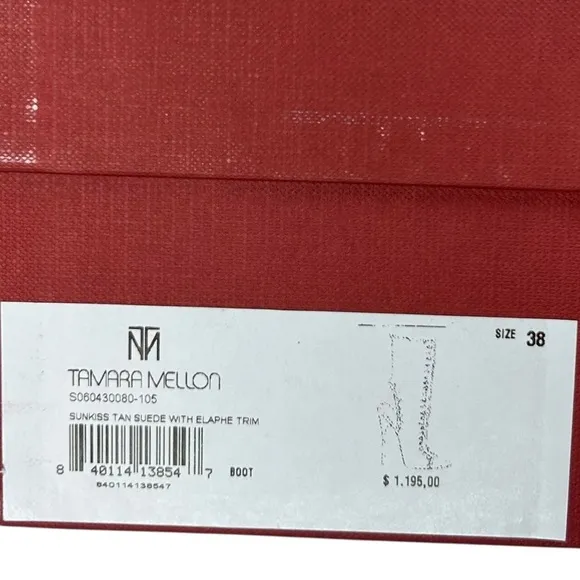 TM
TAMARA MELLON
S060430080-105
SUNKISS TAN SUEDE WITH ELAPHE TRIM
8 40114 13854 7 BOOT
840114138547
SIZE 38
$ 1.195,00